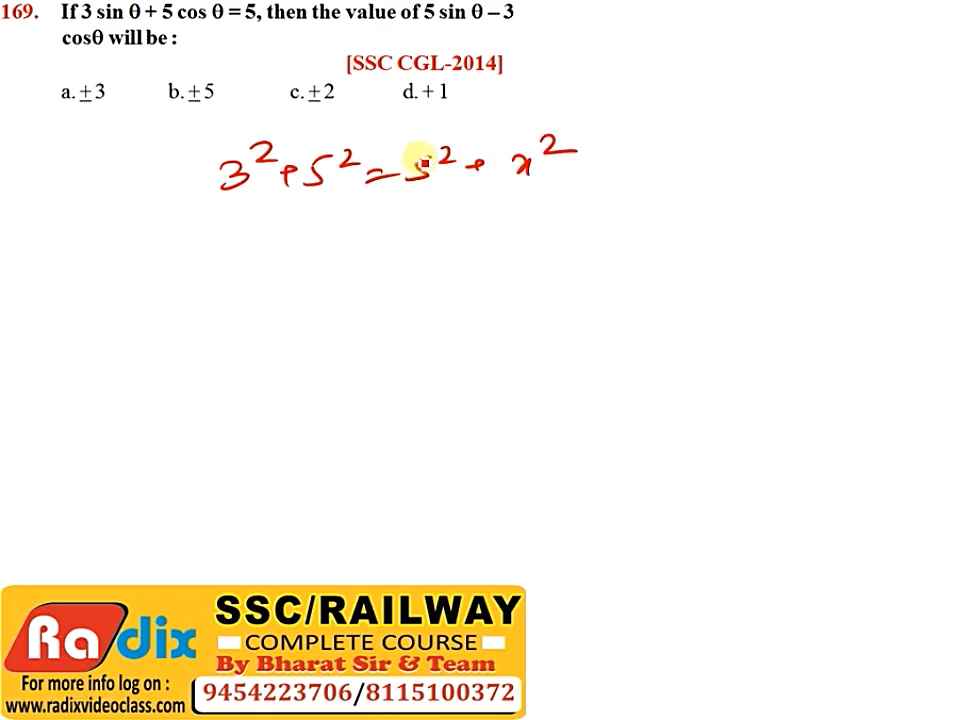 169. If 3 sin θ + 5 cos θ = 5, then the value of 5 sin θ – 3
cosθ will be :
[SSC CGL-2014]
a. ±3 b. ±5 c. ±2 d. + 1
3² + 5² = 5² + x²
Radix
SSC/RAILWAY
COMPLETE COURSE
By Bharat Sir & Team
For more info log on :
www.radixvideoclass.com
9454223706/8115100372